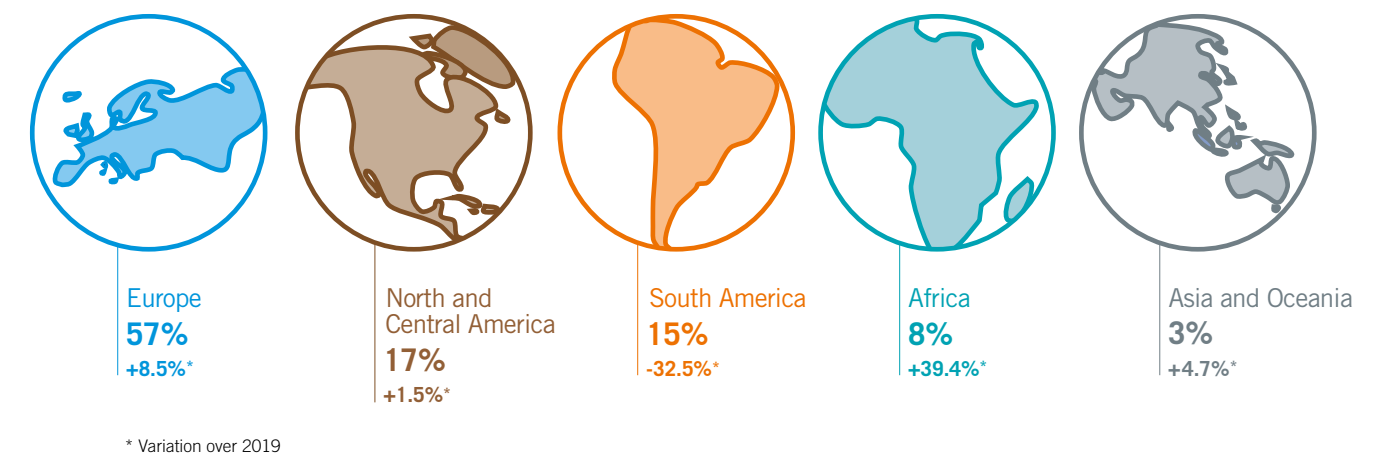 Europe
57%
+8.5%*
North and
Central America
17%
+1.5%*
South America
15%
-32.5%*
Africa
8%
+39.4%*
Asia and Oceania
3%
+4.7%*
* Variation over 2019